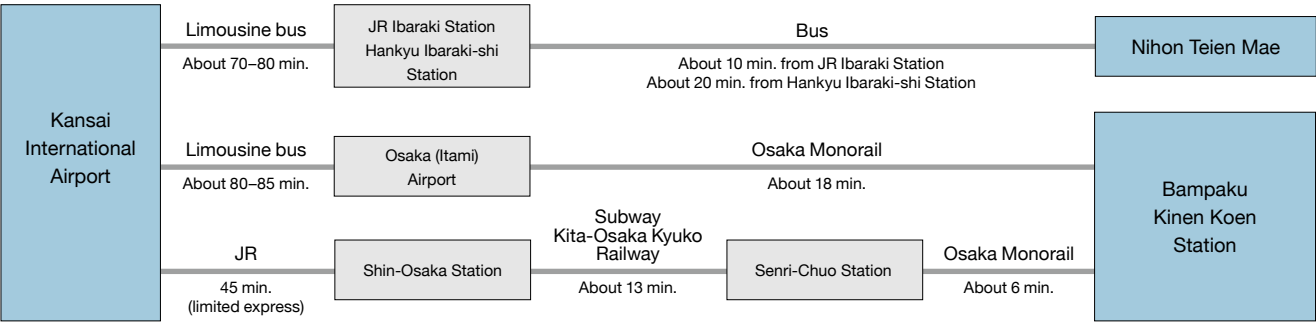 Kansai
International
Airport
Limousine bus
About 70–80 min.
JR Ibaraki Station
Hankyu Ibaraki-shi
Station
Bus
About 10 min. from JR Ibaraki Station
About 20 min. from Hankyu Ibaraki-shi Station
Nihon Teien Mae
Limousine bus
About 80–85 min.
Osaka (Itami)
Airport
Osaka Monorail
About 18 min.
JR
45 min.
(limited express)
Shin-Osaka Station
Subway
Kita-Osaka Kyuko
Railway
About 13 min.
Senri-Chuo Station
Osaka Monorail
About 6 min.
Bampaku
Kinen Koen
Station